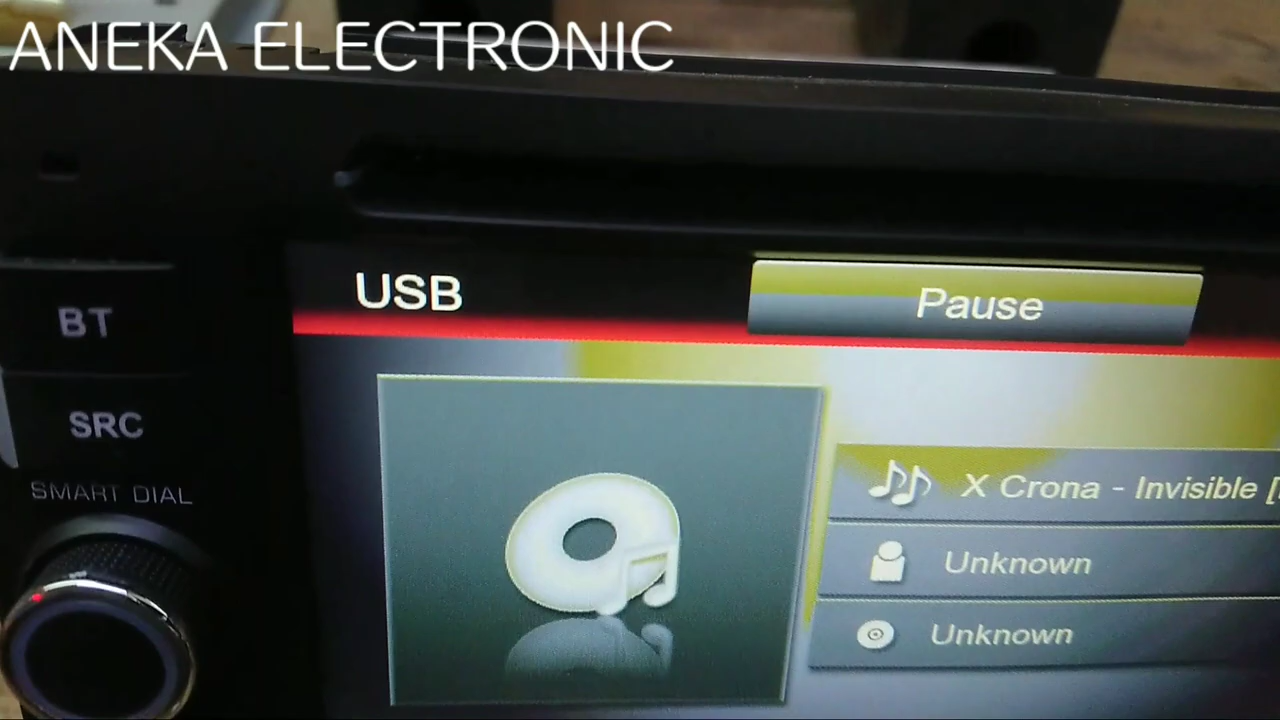 ANEKA ELECTRONIC
USB
Pause
BT
SRC
SMART DIAL
X Crona - Invisible [
Unknown
Unknown